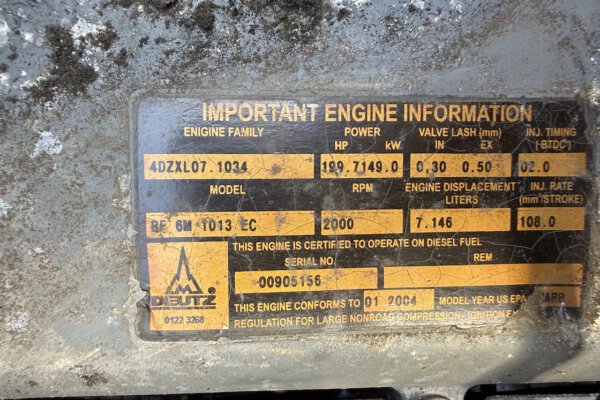 IMPORTANT ENGINE INFORMATION
ENIGINE FAMILY POWER VALVE LASH (mm) INJ. TIMING
HP kW IN EX (BTDC)
4DZXL07.1034 199.7149.0 0,30 0.50 02.0
MODEL RPM ENGINE DISPLACEMENT INJ. RATE
LITERS (mm³/STROKE)
BF 6M 1013 EC 2000 7.146 108.0
THIS ENGINE IS CERTIFIED TO OPERATE ON DIESEL FUEL
SERIAL NO. REM
00905156
DEUTZ
THIS ENGINE CONFORMS TO 01 2004 MODEL YEAR US EPA ARB
0122 3268
REGULATION FOR LARGE NONROAD COMPRESSION - IGNITION